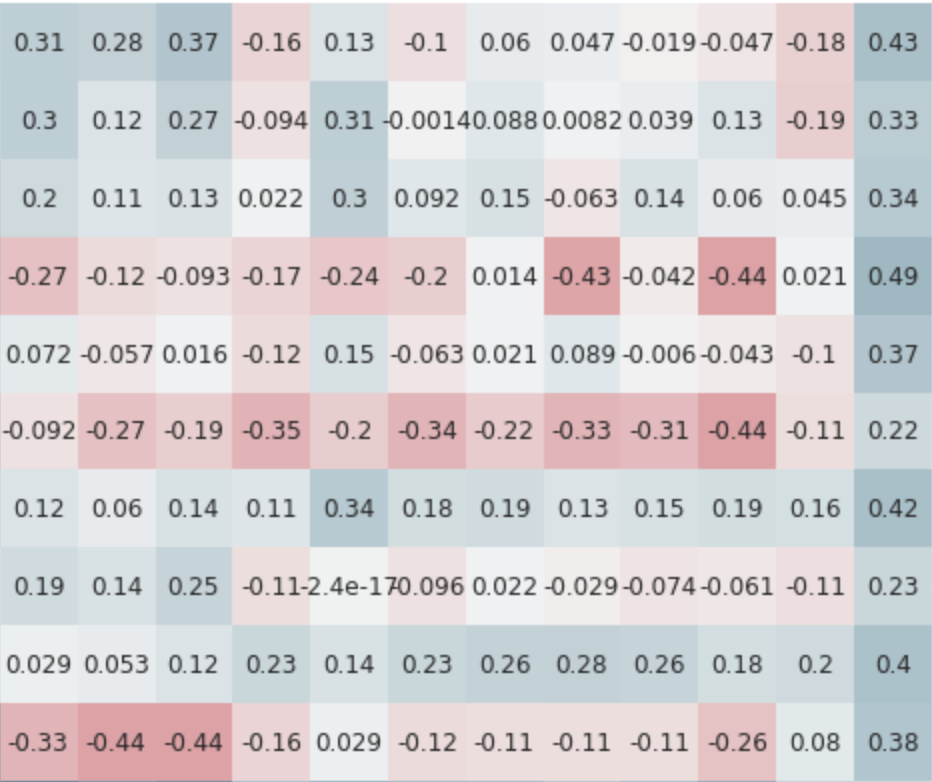 0.31 0.28 0.37 -0.16 0.13 -0.1 0.06 0.047 -0.019 -0.047 -0.18 0.43
0.3 0.12 0.27 -0.094 0.31 -0.0014 0.088 0.0082 0.039 0.13 -0.19 0.33
0.2 0.11 0.13 0.022 0.3 0.092 0.15 -0.063 0.14 0.06 0.045 0.34
-0.27 -0.12 -0.093 -0.17 -0.24 -0.2 0.014 -0.43 -0.042 -0.44 0.021 0.49
0.072 -0.057 0.016 -0.12 0.15 -0.063 0.021 0.089 -0.006 -0.043 -0.1 0.37
-0.092 -0.27 -0.19 -0.35 -0.2 -0.34 -0.22 -0.33 -0.31 -0.44 -0.11 0.22
0.12 0.06 0.14 0.11 0.34 0.18 0.19 0.13 0.15 0.19 0.16 0.42
0.19 0.14 0.25 -0.11 -2.4e-17 -0.096 0.022 -0.029 -0.074 -0.061 -0.11 0.23
0.029 0.053 0.12 0.23 0.14 0.23 0.26 0.28 0.26 0.18 0.2 0.4
-0.33 -0.44 -0.44 -0.16 0.029 -0.12 -0.11 -0.11 -0.11 -0.26 0.08 0.38